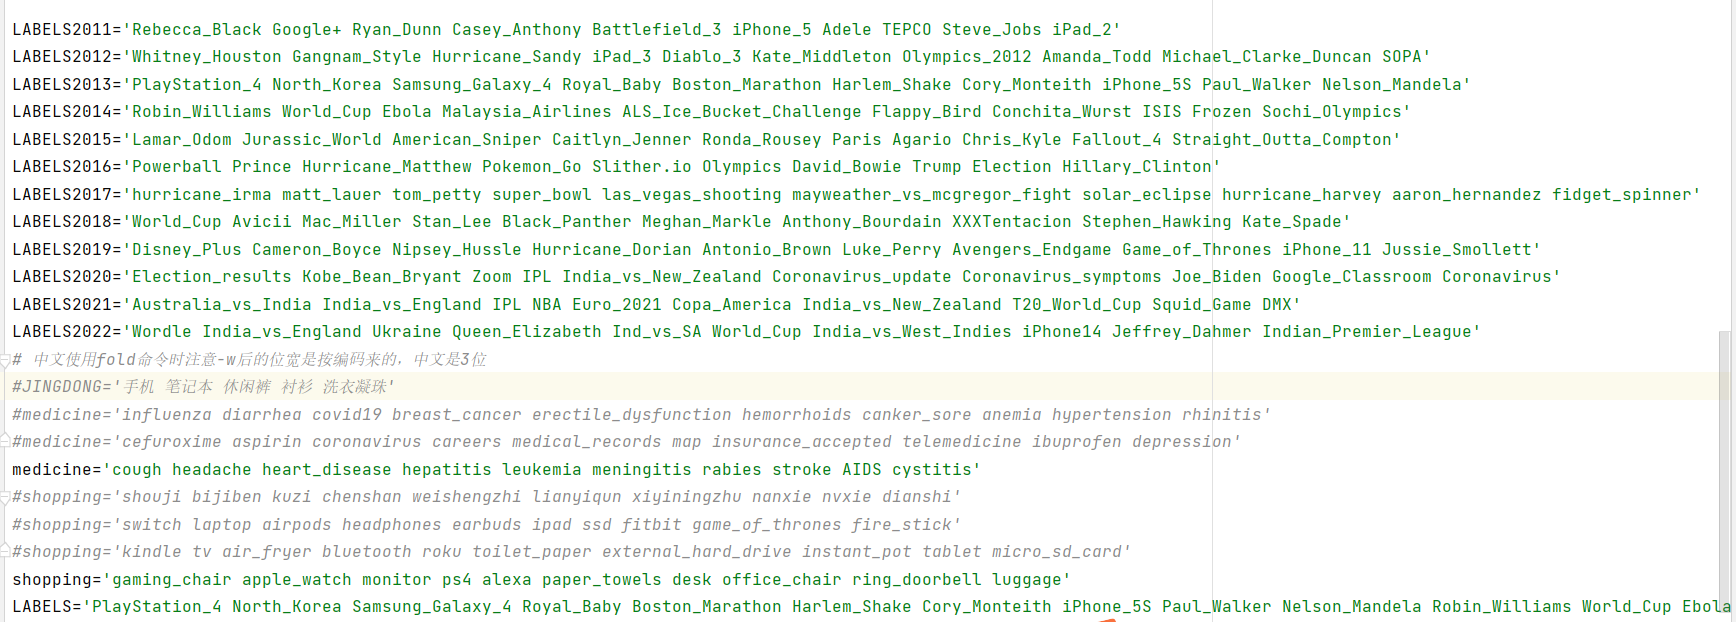 LABELS2011='Rebecca_Black Google+ Ryan_Dunn Casey_Anthony Battlefield_3 iPhone_5 Adele TEPCO Steve_Jobs iPad_2'
LABELS2012='Whitney_Houston Gangnam_Style Hurricane_Sandy iPad_3 Diablo_3 Kate_Middleton Olympics_2012 Amanda_Todd Michael_Clarke_Duncan SOPA'
LABELS2013='PlayStation_4 North_Korea Samsung_Galaxy_4 Royal_Baby Boston_Marathon Harlem_Shake Cory_Monteith iPhone_5S Paul_Walker Nelson_Mandela'
LABELS2014='Robin_Williams World_Cup Ebola Malaysia_Airlines ALS_Ice_Bucket_Challenge Flappy_Bird Conchita_Wurst ISIS Frozen Sochi_Olympics'
LABELS2015='Lamar_Odom Jurassic_World American_Sniper Caitlyn_Jenner Ronda_Rousey Paris Agario Chris_Kyle Fallout_4 Straight_Outta_Compton'
LABELS2016='Powerball Prince Hurricane_Matthew Pokemon_Go Slither.io Olympics David_Bowie Trump Election Hillary_Clinton'
LABELS2017='hurricane_irma matt_lauer tom_petty super_bowl las_vegas_shooting mayweather_vs_mcgregor_fight solar_eclipse hurricane_harvey aaron_hernandez fidget_spinner'
LABELS2018='World_Cup Avicii Mac_Miller Stan_Lee Black_Panther Meghan_Markle Anthony_Bourdain XXXTentacion Stephen_Hawking Kate_Spade'
LABELS2019='Disney_Plus Cameron_Boyce Nipsey_Hussle Hurricane_Dorian Antonio_Brown Luke_Perry Avengers_Endgame Game_of_Thrones iPhone_11 Jussie_Smollett'
LABELS2020='Election_results Kobe_Bean_Bryant Zoom IPL India_vs_New_Zealand Coronavirus_update Coronavirus_symptoms Joe_Biden Google_Classroom Coronavirus'
LABELS2021='Australia_vs_India India_vs_England IPL NBA Euro_2021 Copa_America India_vs_New_Zealand T20_World_Cup Squid_Game DMX'
LABELS2022='Wordle India_vs_England Ukraine Queen_Elizabeth Ind_vs_SA World_Cup India_vs_West_Indies iPhone14 Jeffrey_Dahmer Indian_Premier_League'
# 中文使用fold命令时注意-w后的位宽是按编码来的，中文是3位
#JINGDONG='手机 笔记本 休闲裤 衬衫 洗衣凝珠'
#medicine='influenza diarrhea covid19 breast_cancer erectile_dysfunction hemorrhoids canker_sore anemia hypertension rhinitis'
#medicine='cefuroxime aspirin coronavirus careers medical_records map insurance_accepted telemedicine ibuprofen depression'
medicine='cough headache heart_disease hepatitis leukemia meningitis rabies stroke AIDS cystitis'
#shopping='shouji bijiben kuzi chenshan weishengzhi lianyiqun xiyiningzhu nanxie nvxie dianshi'
#shopping='switch laptop airpods headphones earbuds ipad ssd fitbit game_of_thrones fire_stick'
#shopping='kindle tv air_fryer bluetooth roku toilet_paper external_hard_drive instant_pot tablet micro_sd_card'
shopping='gaming_chair apple_watch monitor ps4 alexa paper_towels desk office_chair ring_doorbell luggage'
LABELS='PlayStation_4 North_Korea Samsung_Galaxy_4 Royal_Baby Boston_Marathon Harlem_Shake Cory_Monteith iPhone_5S Paul_Walker Nelson_Mandela Robin_Williams World_Cup Ebola